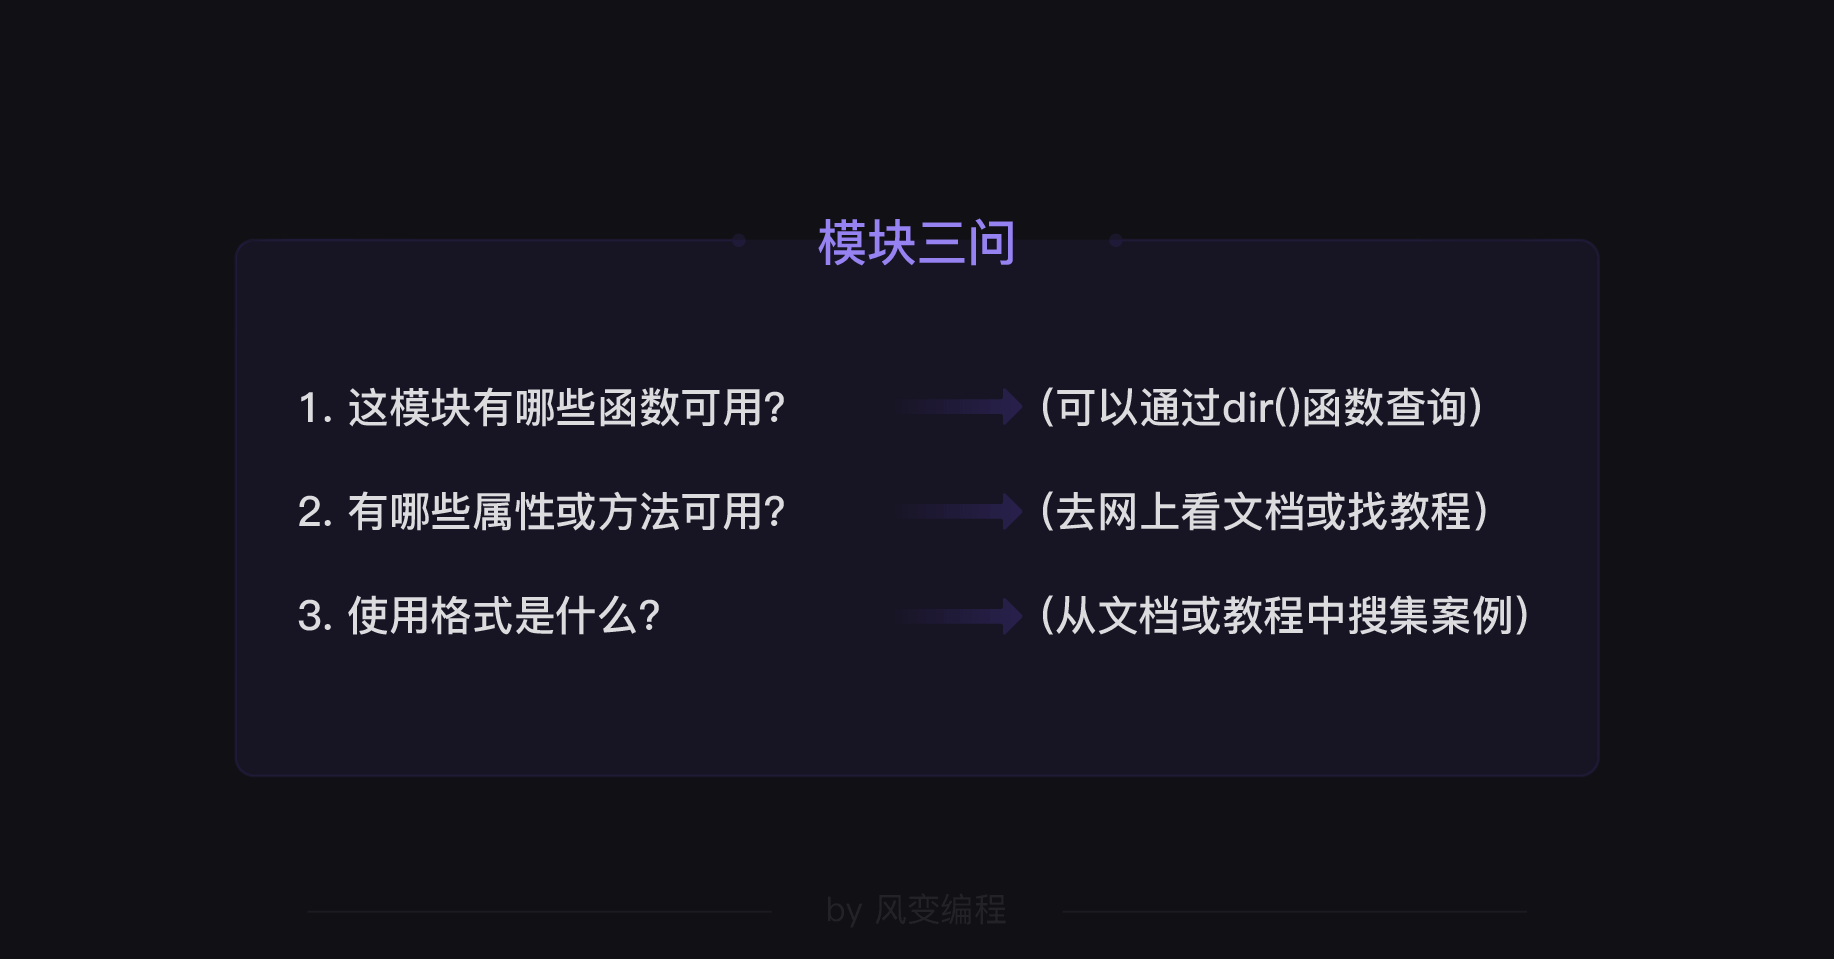 模块三问
1. 这模块有哪些函数可用? (可以通过dir()函数查询)
2. 有哪些属性或方法可用? (去网上看文档或找教程)
3. 使用格式是什么? (从文档或教程中搜集案例)
by 风变编程